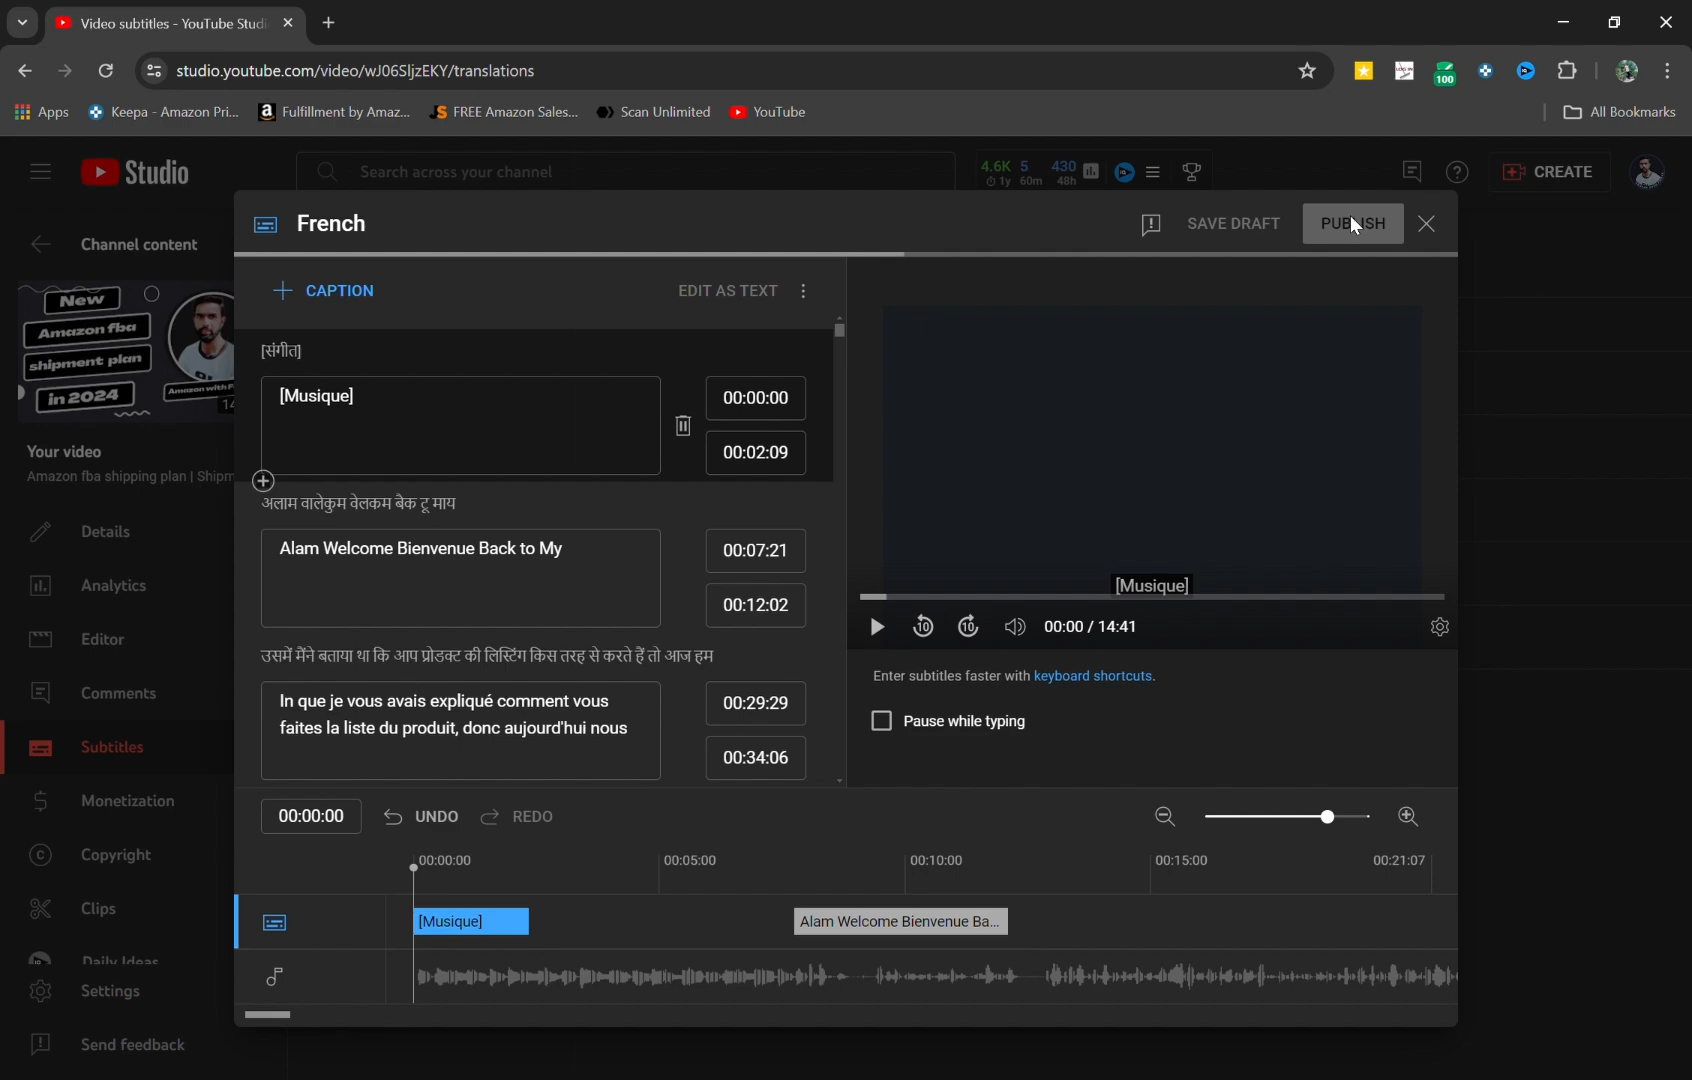 Video subtitles - YouTube Studi
studio.youtube.com/video/wJ06SljzEKY/translations
100
Apps
Keepa - Amazon Pri...
Fulfillment by Amaz...
FREE Amazon Sales...
Scan Unlimited
YouTube
All Bookmarks
Studio
Search across your channel
4.6K 5 430
1y 60m 48h
CREATE
French
SAVE DRAFT
PUBLISH
Channel content
New
Amazon fba
shipment plan
in 2024
Your video
Amazon fba shipping plan | Shipm
Details
Analytics
Editor
Comments
Subtitles
Monetization
Copyright
Clips
Daily Ideas
Settings
Send feedback
CAPTION
EDIT AS TEXT
[संगीत]
[Musique]
00:00:00
00:02:09
अलाम वालेकुम वेलकम बैक टू माय
Alam Welcome Bienvenue Back to My
00:07:21
00:12:02
उसमें मैंने बताया था कि आप प्रोडक्ट की लिस्टिंग किस तरह से करते हैं तो आज हम
In que je vous avais expliqué comment vous
faites la liste du produit, donc aujourd'hui nous
00:29:29
00:34:06
[Musique]
10
10
00:00 / 14:41
Enter subtitles faster with keyboard shortcuts.
Pause while typing
00:00:00
UNDO
REDO
00:00:00
00:05:00
00:10:00
00:15:00
00:21:07
[Musique]
Alam Welcome Bienvenue Ba...